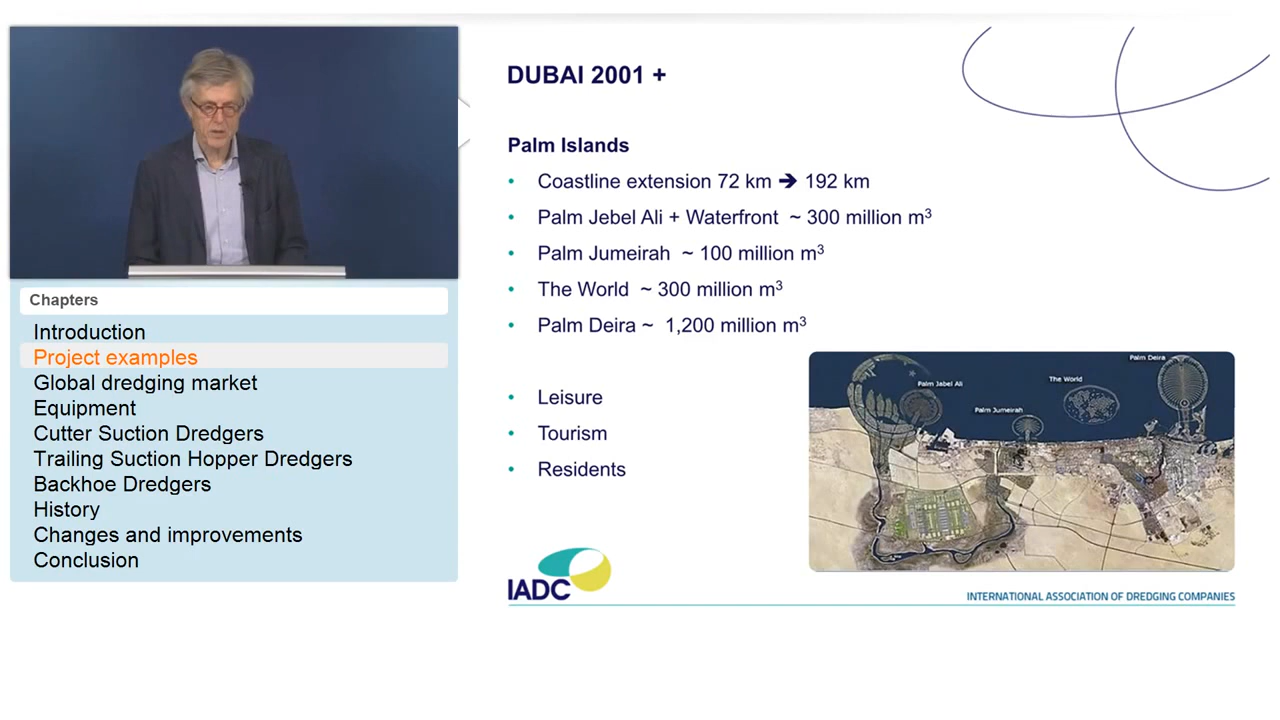 Chapters
Introduction
Project examples
Global dredging market
Equipment
Cutter Suction Dredgers
Trailing Suction Hopper Dredgers
Backhoe Dredgers
History
Changes and improvements
Conclusion
DUBAI 2001 +
Palm Islands
• Coastline extension 72 km ➔ 192 km
• Palm Jebel Ali + Waterfront ~ 300 million m³
• Palm Jumeirah ~ 100 million m³
• The World ~ 300 million m³
• Palm Deira ~ 1,200 million m³
• Leisure
• Tourism
• Residents
Palm Deira
The World
Palm Jabel Ali
Palm Jumeirah
IADC
INTERNATIONAL ASSOCIATION OF DREDGING COMPANIES